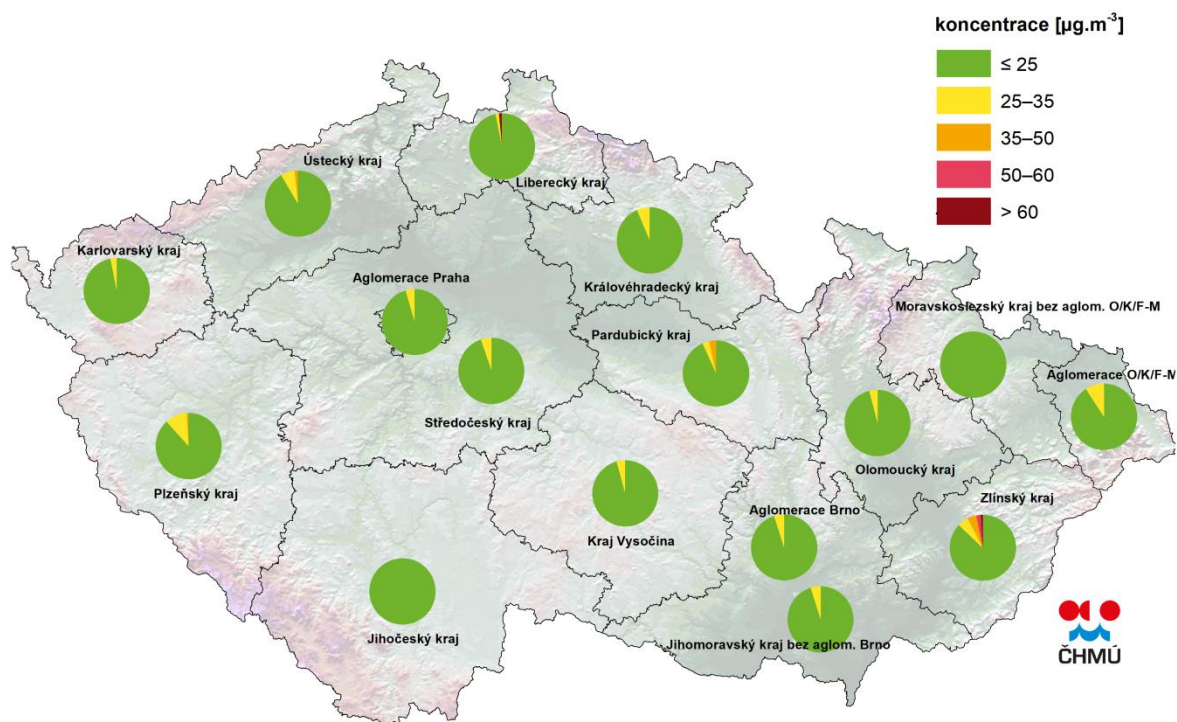 koncentrace [µg.m⁻³]
≤ 25
25–35
35–50
50–60
> 60
Ústecký kraj
Liberecký kraj
Karlovarský kraj
Aglomerace Praha
Královéhradecký kraj
Moravskoslezský kraj bez aglom. O/K/F-M
Pardubický kraj
Aglomerace O/K/F-M
Středočeský kraj
Olomoucký kraj
Plzeňský kraj
Zlínský kraj
Aglomerace Brno
Kraj Vysočina
Jihočeský kraj
Jihomoravský kraj bez aglom. Brno
ČHMÚ